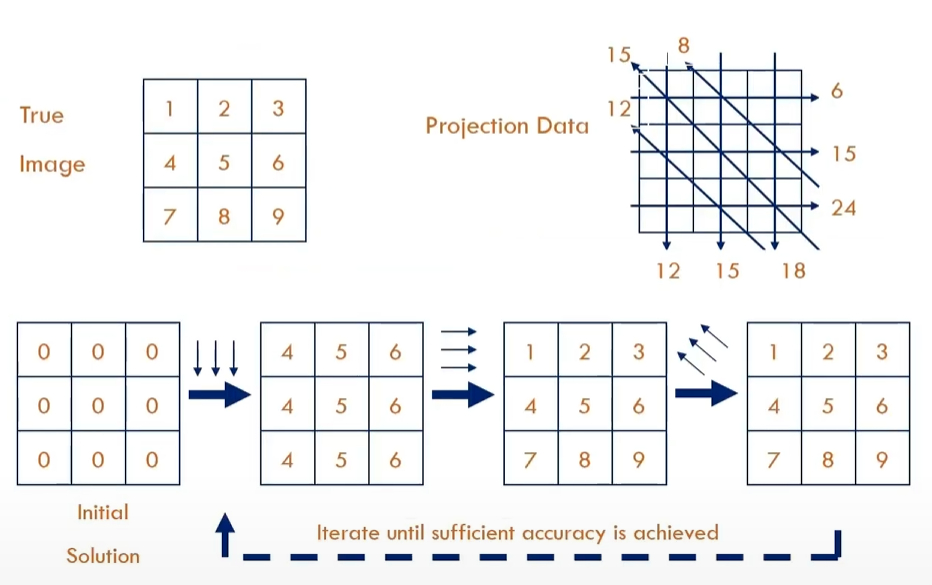 True
Image
1 2 3
4 5 6
7 8 9
Projection Data
15 8
12
6
15
24
12 15 18
0 0 0
0 0 0
0 0 0
4 5 6
4 5 6
4 5 6
1 2 3
4 5 6
7 8 9
1 2 3
4 5 6
7 8 9
Initial
Solution
Iterate until sufficient accuracy is achieved